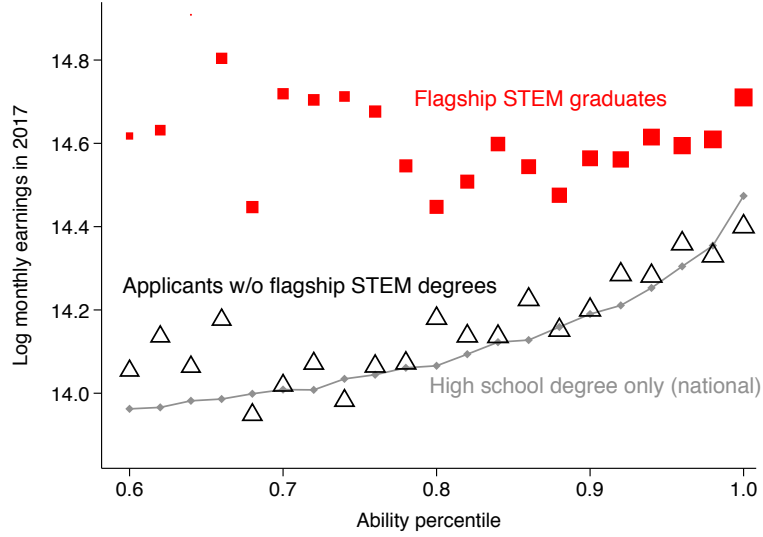 Log monthly earnings in 2017
14.8
14.6
14.4
14.2
14.0
Flagship STEM graduates
Applicants w/o flagship STEM degrees
High school degree only (national)
0.6 0.7 0.8 0.9 1.0
Ability percentile